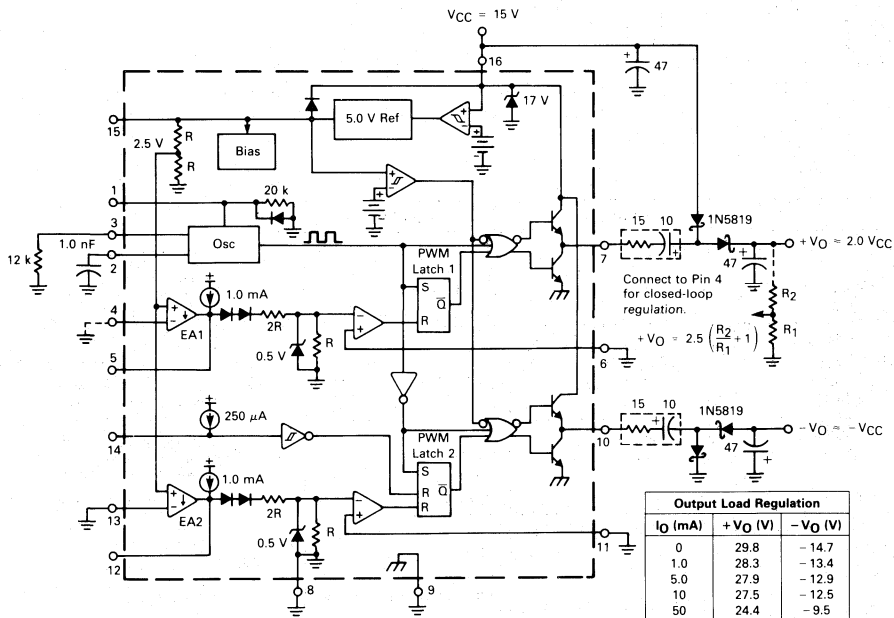 VCC = 15 V
16
47
17 V
5.0 V Ref
15
2.5 V
R
R
Bias
1
20 k
3
Osc
12 k
1.0 nF
2
PWM
Latch 1
S
Q
R
7
15 10
1N5819
47
+VO ≈ 2.0 VCC
Connect to Pin 4
for closed-loop
regulation.
R2
R1
+VO = 2.5 (R2/R1 + 1)
4
1.0 mA
EA1
2R
0.5 V
R
5
6
250 μA
14
PWM
Latch 2
S
R
Q
R
10
15 10
1N5819
47
-VO ≈ -VCC
1.0 mA
13
EA2
2R
0.5 V
R
12
11
8
9
Output Load Regulation
IO (mA) +VO (V) -VO (V)
0 29.8 -14.7
1.0 28.3 -13.4
5.0 27.9 -12.9
10 27.5 -12.5
50 24.4 -9.5